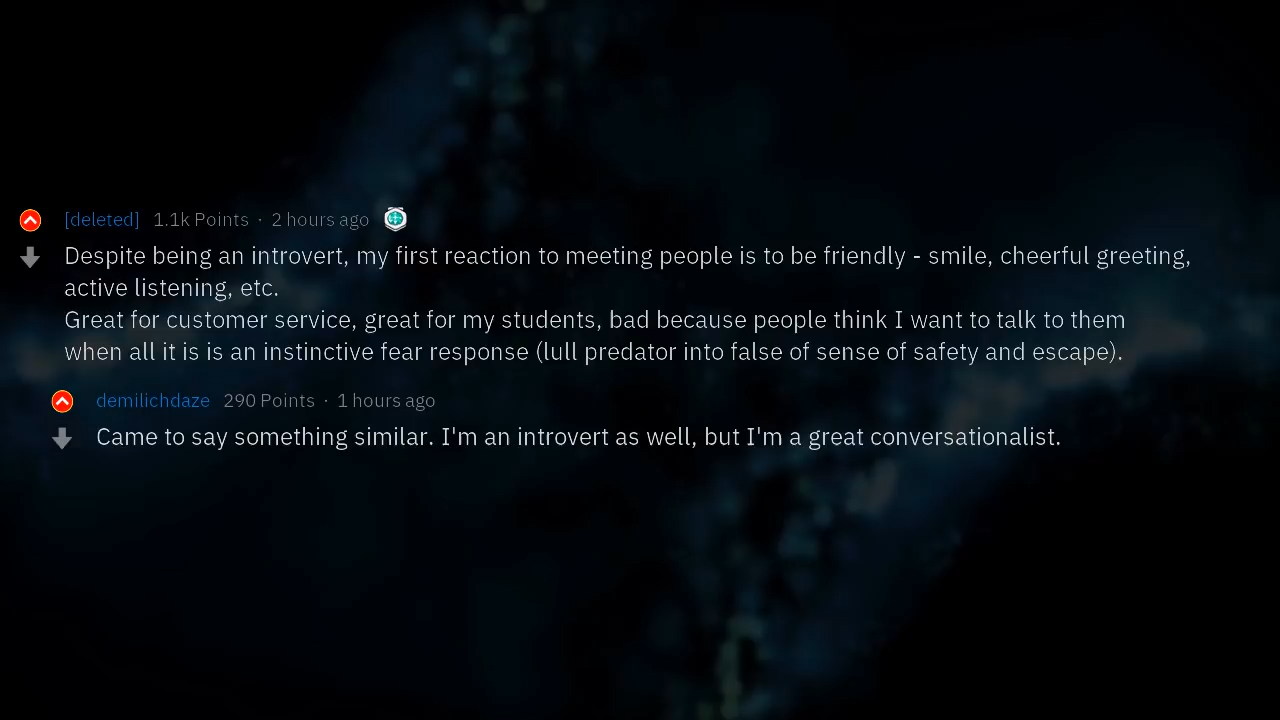 [deleted] 1.1k Points · 2 hours ago
Despite being an introvert, my first reaction to meeting people is to be friendly - smile, cheerful greeting,
active listening, etc.
Great for customer service, great for my students, bad because people think I want to talk to them
when all it is is an instinctive fear response (lull predator into false of sense of safety and escape).
demilichdaze 290 Points · 1 hours ago
Came to say something similar. I'm an introvert as well, but I'm a great conversationalist.